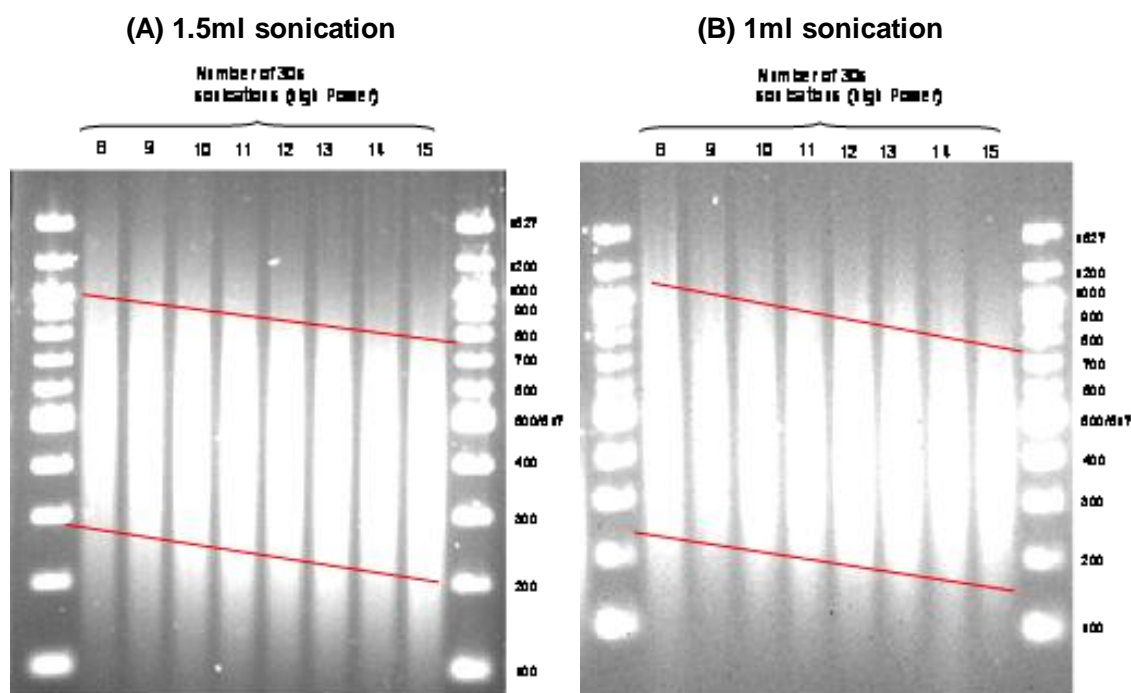 (A) 1.5ml sonication
Number of 30s
sonications (High Power)
8 9 10 11 12 13 14 15
1200
1000
900
800
700
600
400
300
200
100
(B) 1ml sonication
Number of 30s
sonications (High Power)
8 9 10 11 12 13 14 15
1200
1000
900
800
700
600
400
300
200
100